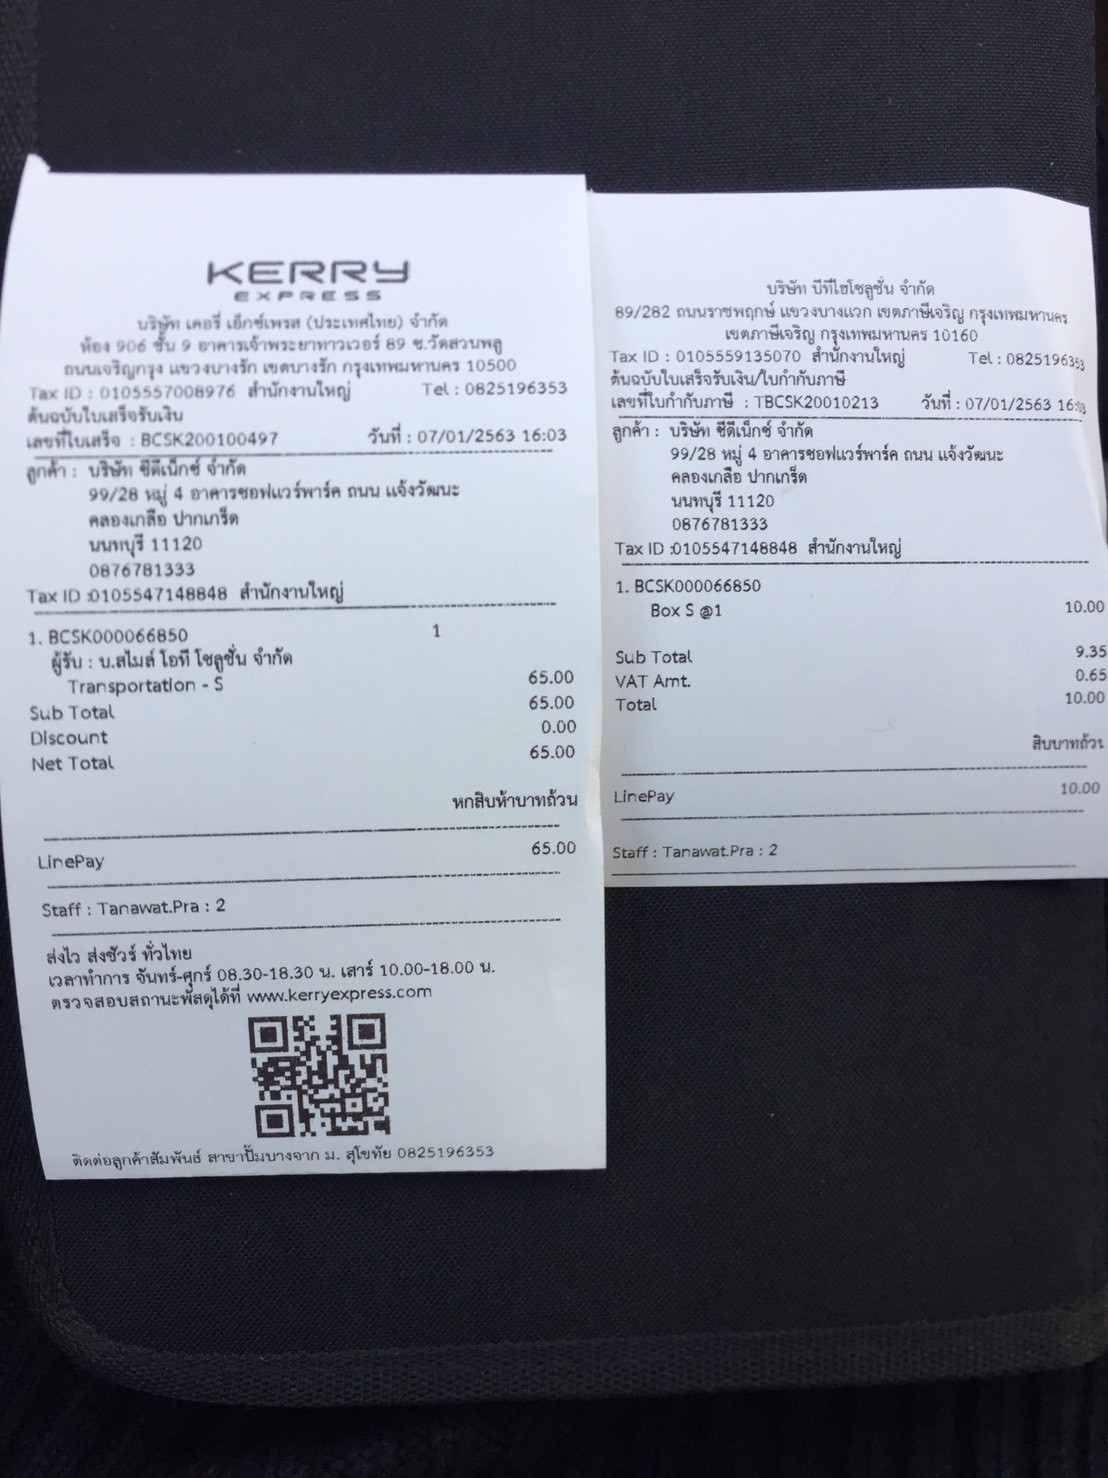 KERRY
EXPRESS
บริษัท เคอรี่ เอ็กซ์เพรส (ประเทศไทย) จำกัด
ห้อง 906 ชั้น 9 อาคารเจ้าพระยาทาวเวอร์ 89 ซ.วัดสวนพลู
ถนนเจริญกรุง แขวงบางรัก เขตบางรัก กรุงเทพมหานคร 10500
Tax ID : 0105557008976 สำนักงานใหญ่ Tel : 0825196353
ต้นฉบับใบเสร็จรับเงิน
เลขที่ใบเสร็จ : BCSK200100497 วันที่ : 07/01/2563 16:03
ลูกค้า : บริษัท ซีดีเน็กซ์ จำกัด
99/28 หมู่ 4 อาคารซอฟแวร์พาร์ค ถนน แจ้งวัฒนะ
คลองเกลือ ปากเกร็ด
นนทบุรี 11120
0876781333
Tax ID :0105547148848 สำนักงานใหญ่
1. BCSK000066850 1
ผู้รับ : บ.สไมล์ โอที โซลูชั่น จำกัด
Transportation - S 65.00
Sub Total 65.00
Discount 0.00
Net Total 65.00
หกสิบห้าบาทถ้วน
LinePay 65.00
Staff : Tanawat.Pra : 2
ส่งไว ส่งชัวร์ ทั่วไทย
เวลาทำการ จันทร์-ศุกร์ 08.30-18.30 น. เสาร์ 10.00-18.00 น.
ตรวจสอบสถานะพัสดุได้ที่ www.kerryexpress.com
ติดต่อลูกค้าสัมพันธ์ สาขาปั๊มบางจาก ม. สุโขทัย 0825196353
บริษัท บีทีไฮโซลูชั่น จำกัด
89/282 ถนนราชพฤกษ์ แขวงบางแวก เขตภาษีเจริญ กรุงเทพมหานคร
เขตภาษีเจริญ กรุงเทพมหานคร 10160
Tax ID : 0105559135070 สำนักงานใหญ่ Tel : 0825196353
ต้นฉบับใบเสร็จรับเงิน/ใบกำกับภาษี
เลขที่ใบกำกับภาษี : TBCSK20010213 วันที่ : 07/01/2563 16:03
ลูกค้า : บริษัท ซีดีเน็กซ์ จำกัด
99/28 หมู่ 4 อาคารซอฟแวร์พาร์ค ถนน แจ้งวัฒนะ
คลองเกลือ ปากเกร็ด
นนทบุรี 11120
0876781333
Tax ID :0105547148848 สำนักงานใหญ่
1. BCSK000066850
Box S @1 10.00
Sub Total 9.35
VAT Amt. 0.65
Total 10.00
สิบบาทถ้วน
LinePay 10.00
Staff : Tanawat.Pra : 2